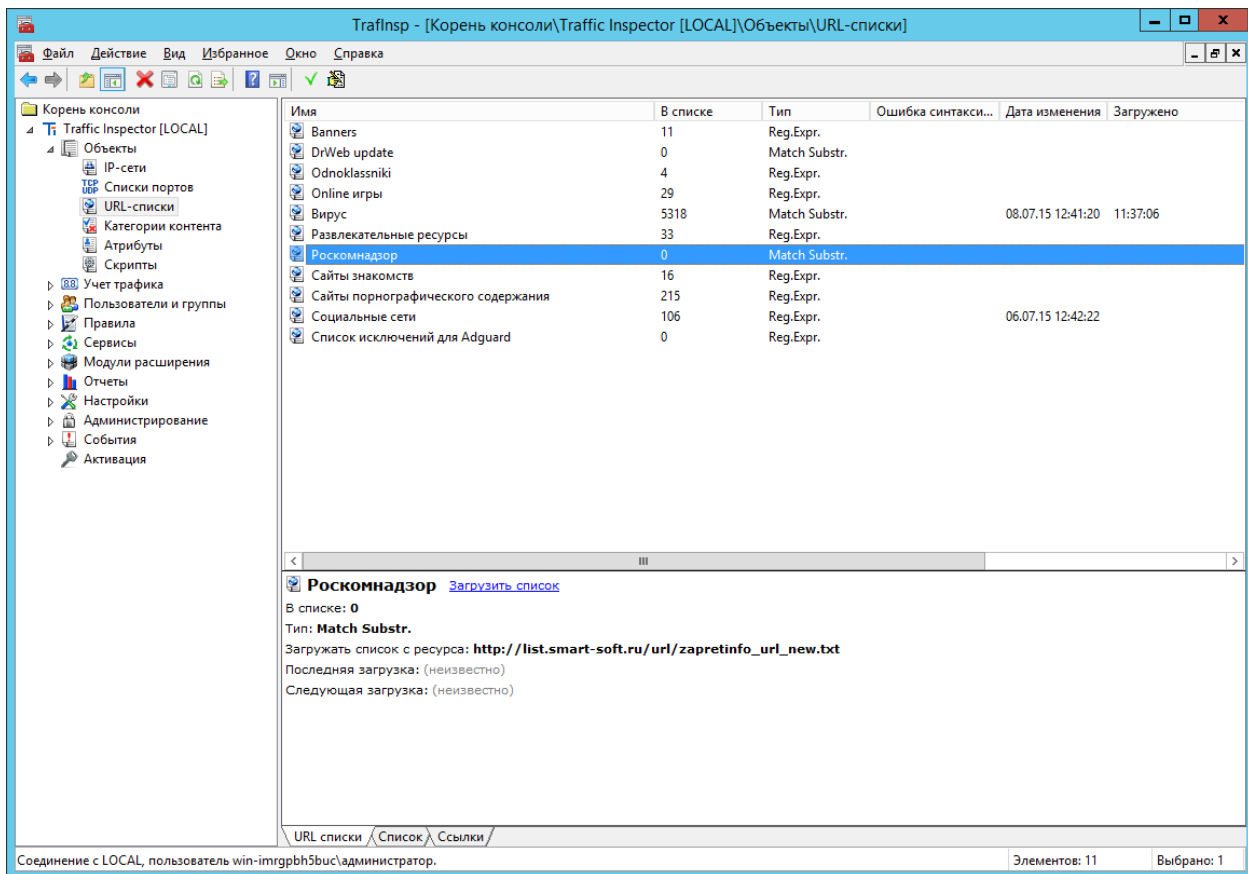 TrafInsp - [Корень консоли\Traffic Inspector [LOCAL]\Объекты\URL-списки]
Файл Действие Вид Избранное Окно Справка
Корень консоли
Traffic Inspector [LOCAL]
Объекты
IP-сети
TCP UDP Списки портов
URL-списки
Категории контента
Атрибуты
Скрипты
Учет трафика
Пользователи и группы
Правила
Сервисы
Модули расширения
Отчеты
Настройки
Администрирование
События
Активация
Имя В списке Тип Ошибка синтакси... Дата изменения Загружено
Banners 11 Reg.Expr.
DrWeb update 0 Match Substr.
Odnoklassniki 4 Reg.Expr.
Online игры 29 Reg.Expr.
Вирус 5318 Match Substr. 08.07.15 12:41:20 11:37:06
Развлекательные ресурсы 33 Reg.Expr.
Роскомнадзор 0 Match Substr.
Сайты знакомств 16 Reg.Expr.
Сайты порнографического содержания 215 Reg.Expr.
Социальные сети 106 Reg.Expr. 06.07.15 12:42:22
Список исключений для Adguard 0 Reg.Expr.
Роскомнадзор Загрузить список
В списке: 0
Тип: Match Substr.
Загружать список с ресурса: http://list.smart-soft.ru/url/zapretinfo_url_new.txt
Последняя загрузка: (неизвестно)
Следующая загрузка: (неизвестно)
URL списки Список Ссылки
Соединение с LOCAL, пользователь win-imrgpbh5buc\администратор. Элементов: 11 Выбрано: 1